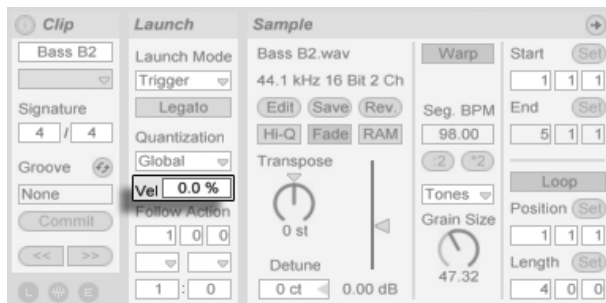 Clip
Bass B2
Signature
4 / 4
Groove
None
Commit
<< >>
E
Launch
Launch Mode
Trigger
Legato
Quantization
Global
Vel 0.0 %
Follow Action
1 0 0
1 : 0
Sample
Bass B2.wav
44.1 kHz 16 Bit 2 Ch
Edit Save Rev.
Hi-Q Fade RAM
Transpose
0 st
Detune
0 ct 0.00 dB
Warp
Seg. BPM
98.00
:2 *2
Tones
Grain Size
47.32
Start Set
1 1 1
End Set
5 1 1
Loop
Position Set
1 1 1
Length Set
4 0 0